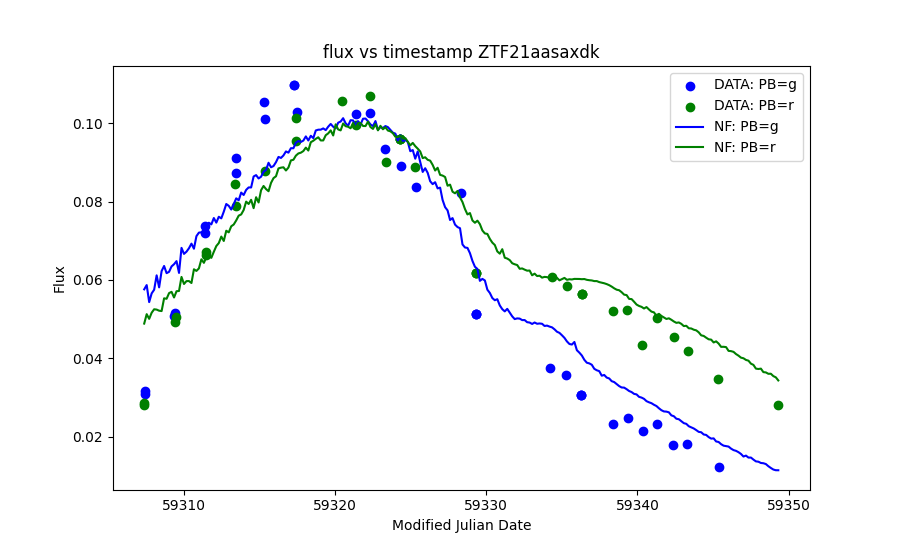 flux vs timestamp ZTF21aasaxdk
DATA: PB=g
DATA: PB=r
NF: PB=g
NF: PB=r
Flux
0.10
0.08
0.06
0.04
0.02
59310 59320 59330 59340 59350
Modified Julian Date